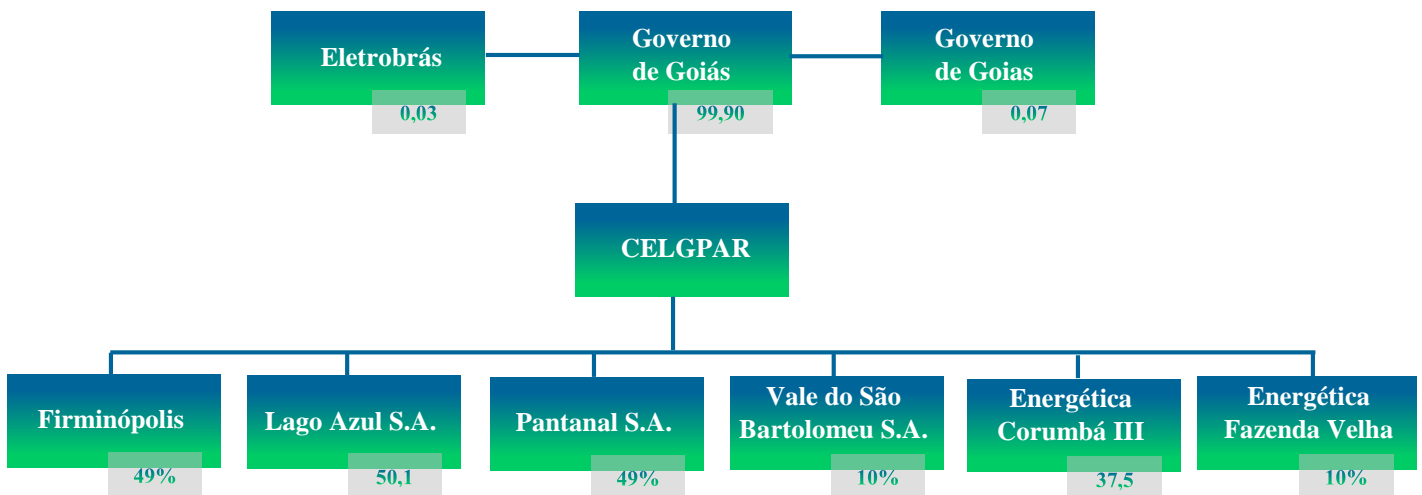 Eletrobrás
0,03
Governo
de Goiás
99,90
Governo
de Goias
0,07
CELGPAR
Firminópolis
49%
Lago Azul S.A.
50,1
Pantanal S.A.
49%
Vale do São
Bartolomeu S.A.
10%
Energética
Corumbá III
37,5
Energética
Fazenda Velha
10%